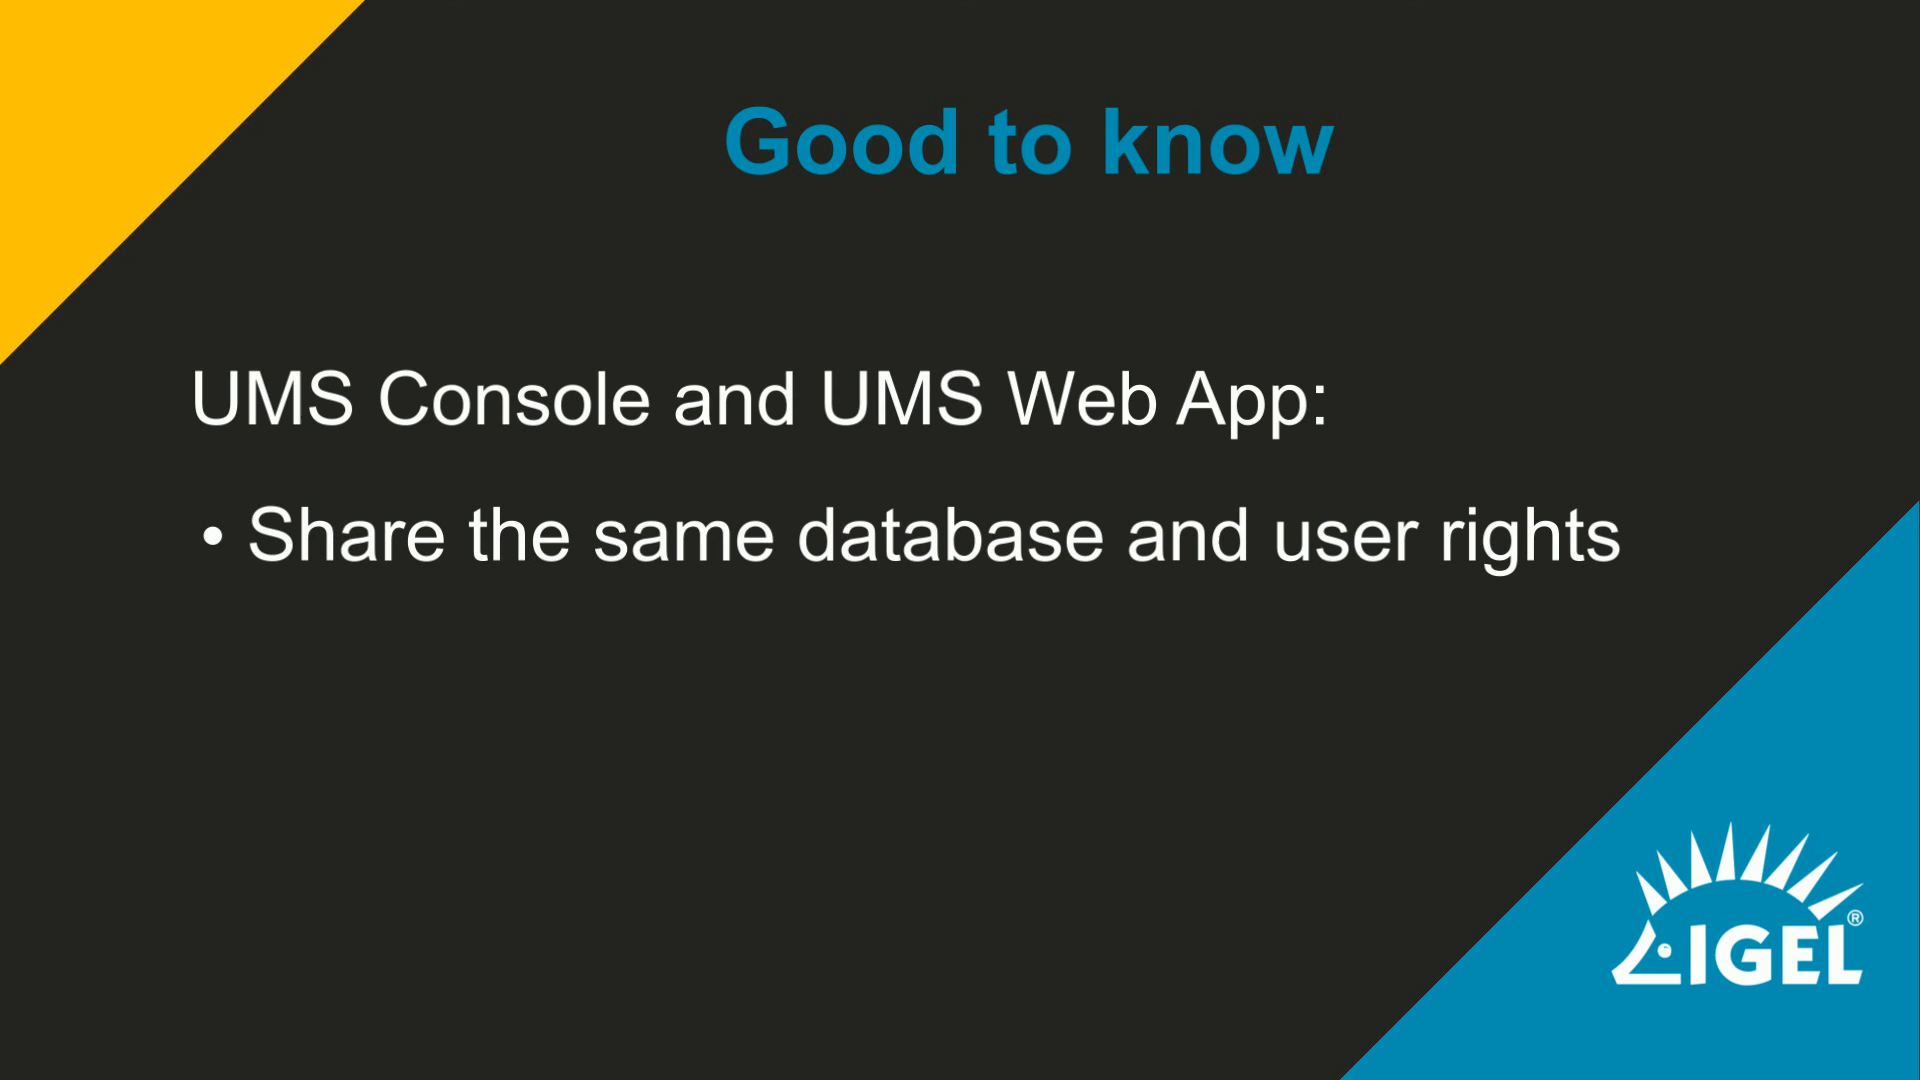 Good to know
UMS Console and UMS Web App:
• Share the same database and user rights
IGEL®